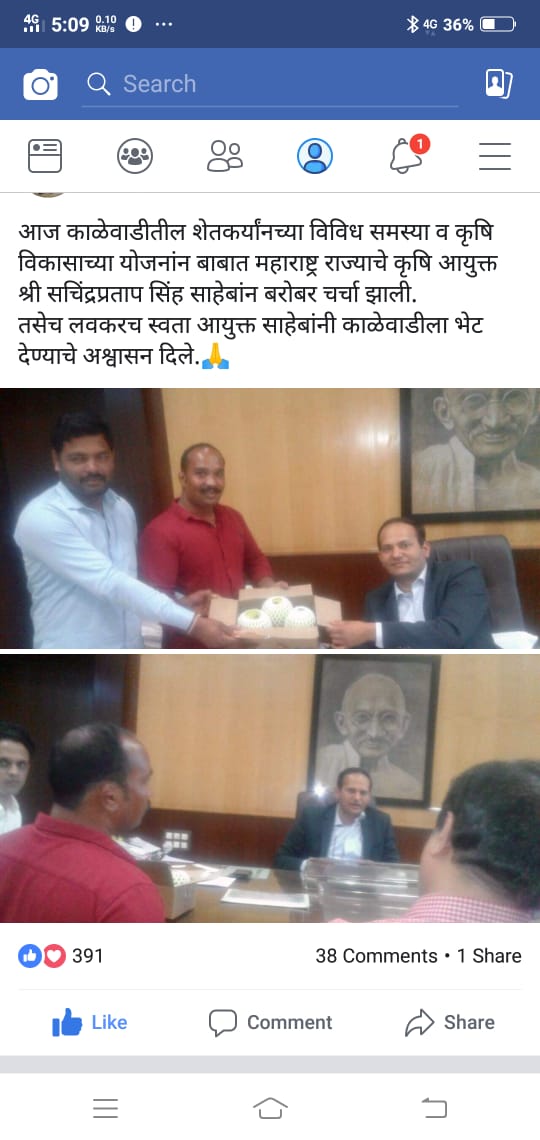 4G 5:09 0.10 KB/s ! ... 4G 36%
Search
1
आज काळेवाडीतील शेतकर्यांनच्या विविध समस्या व कृषि
विकासाच्या योजनांन बाबात महाराष्ट्र राज्याचे कृषि आयुक्त
श्री सचिंद्रप्रताप सिंह साहेबांन बरोबर चर्चा झाली.
तसेच लवकरच स्वता आयुक्त साहेबांनी काळेवाडीला भेट
देण्याचे अश्वासन दिले.🙏
391 38 Comments • 1 Share
Like Comment Share